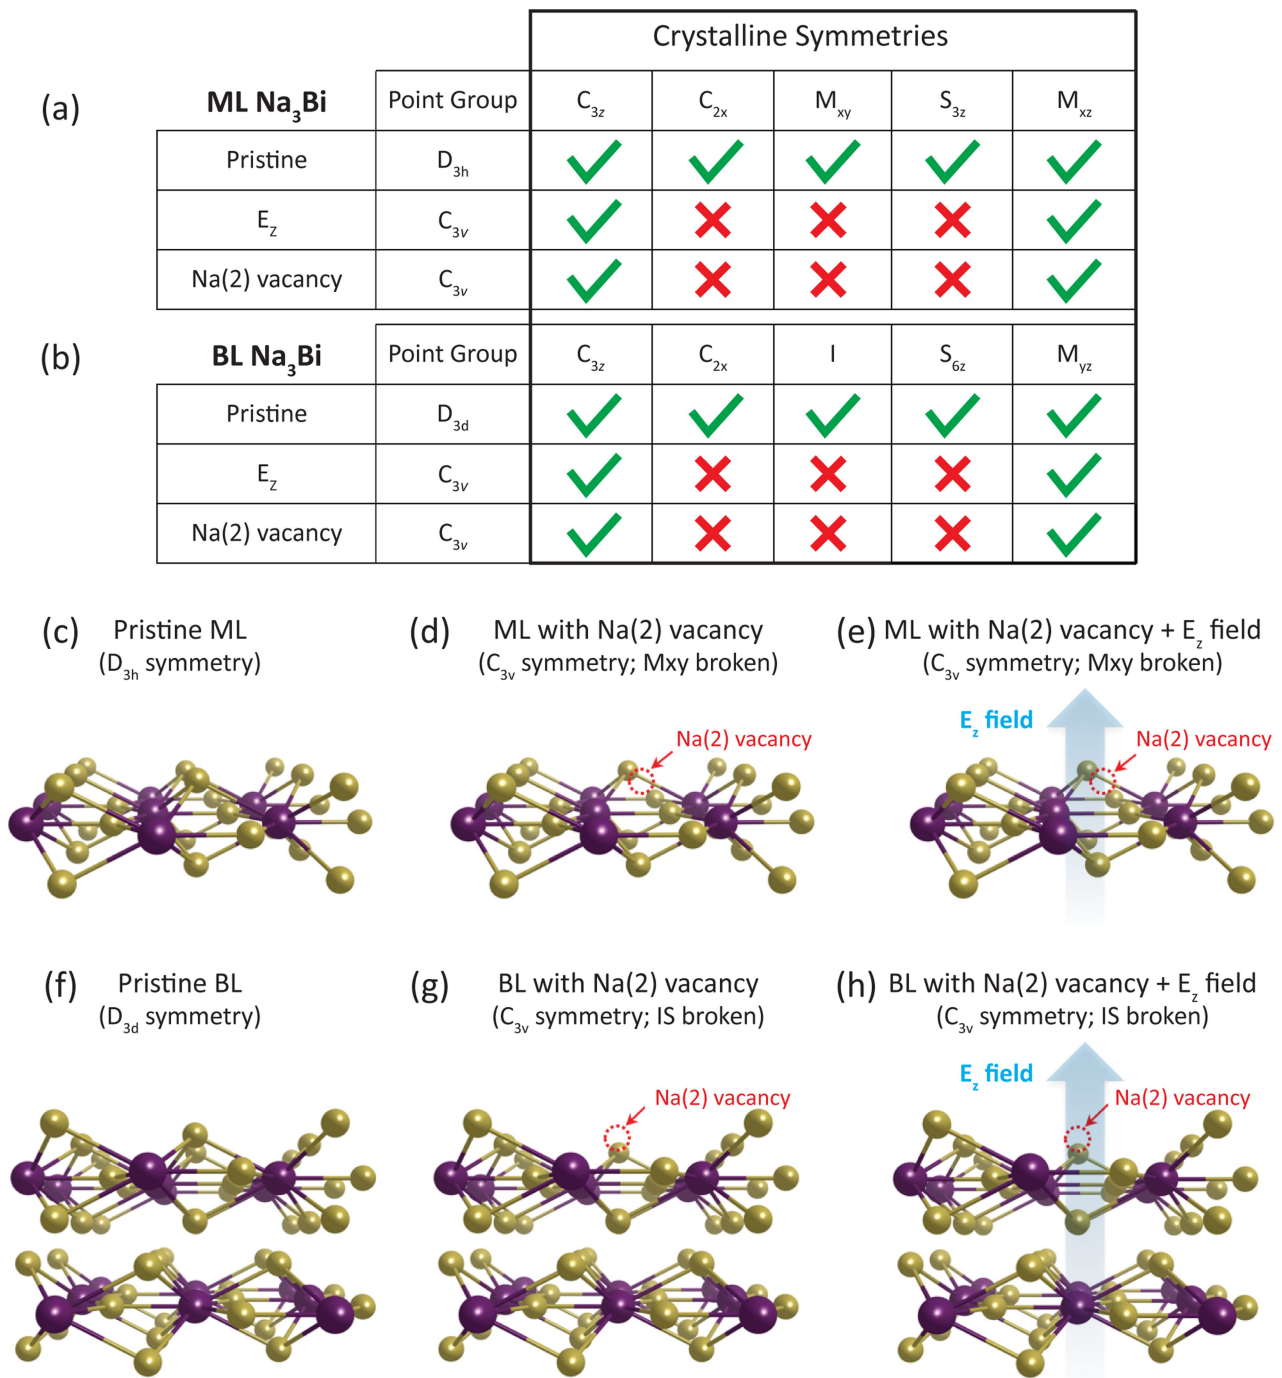 Crystalline Symmetries
(a) ML Na₃Bi Point Group C₃z C₂x Mxy S₃z Mxz
Pristine D₃h
Ez C₃v
Na(2) vacancy C₃v
(b) BL Na₃Bi Point Group C₃z C₂x I S₆z Myz
Pristine D₃d
Ez C₃v
Na(2) vacancy C₃v
(c) Pristine ML
(D₃h symmetry)
(d) ML with Na(2) vacancy
(C₃v symmetry; Mxy broken)
Na(2) vacancy
(e) ML with Na(2) vacancy + Ez field
(C₃v symmetry; Mxy broken)
Ez field
Na(2) vacancy
(f) Pristine BL
(D₃d symmetry)
(g) BL with Na(2) vacancy
(C₃v symmetry; IS broken)
Na(2) vacancy
(h) BL with Na(2) vacancy + Ez field
(C₃v symmetry; IS broken)
Ez field
Na(2) vacancy